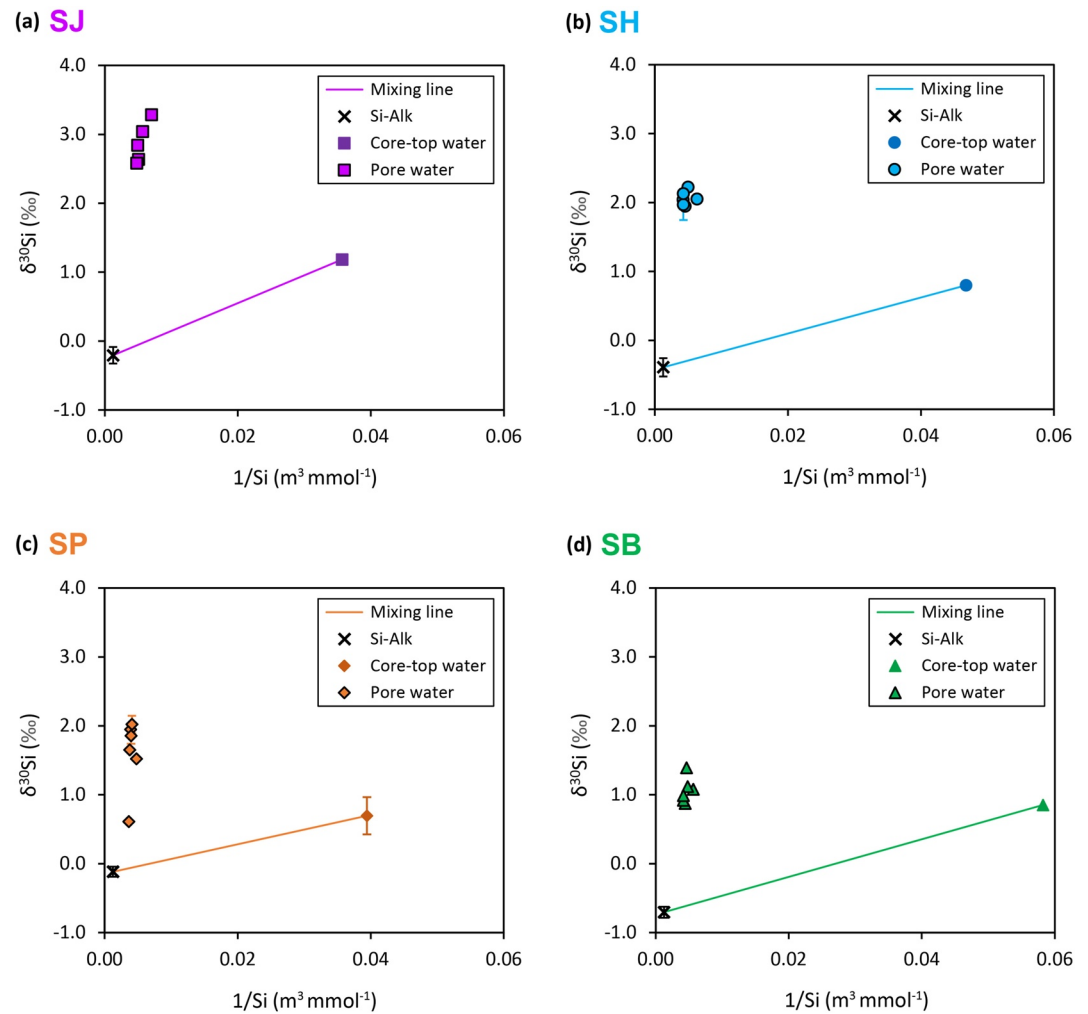 (a) SJ
4.0
3.0
2.0
1.0
0.0
-1.0
δ³⁰Si (‰)
Mixing line
Si-Alk
Core-top water
Pore water
0.00 0.02 0.04 0.06
1/Si (m³ mmol⁻¹)
(b) SH
4.0
3.0
2.0
1.0
0.0
-1.0
δ³⁰Si (‰)
Mixing line
Si-Alk
Core-top water
Pore water
0.00 0.02 0.04 0.06
1/Si (m³ mmol⁻¹)
(c) SP
4.0
3.0
2.0
1.0
0.0
-1.0
δ³⁰Si (‰)
Mixing line
Si-Alk
Core-top water
Pore water
0.00 0.02 0.04 0.06
1/Si (m³ mmol⁻¹)
(d) SB
4.0
3.0
2.0
1.0
0.0
-1.0
δ³⁰Si (‰)
Mixing line
Si-Alk
Core-top water
Pore water
0.00 0.02 0.04 0.06
1/Si (m³ mmol⁻¹)